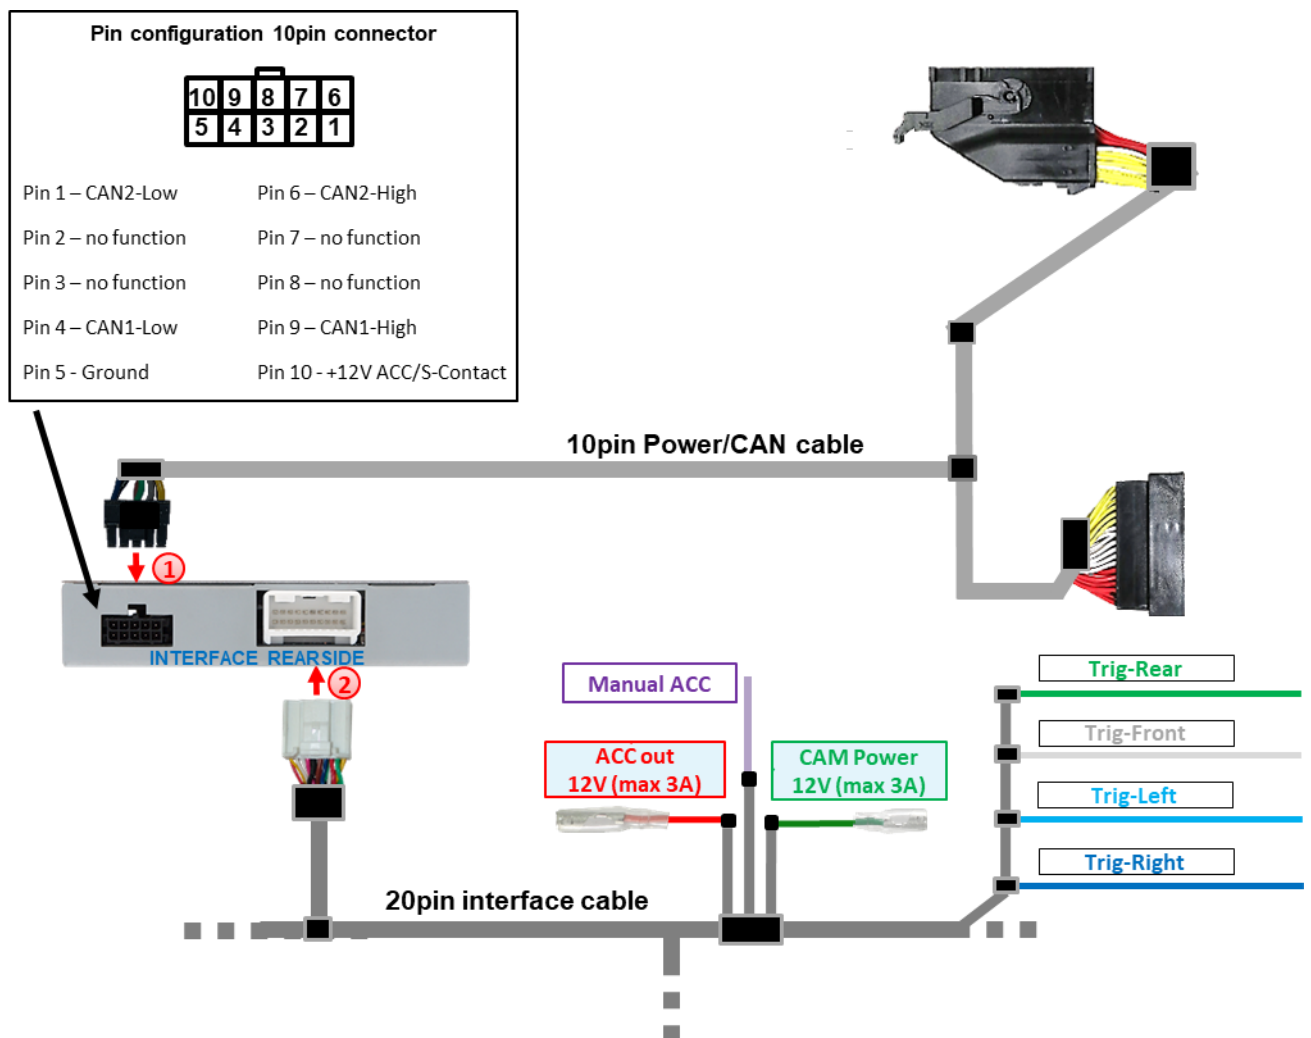 Pin configuration 10pin connector
10 9 8 7 6
5 4 3 2 1
Pin 1 – CAN2-Low
Pin 6 – CAN2-High
Pin 2 – no function
Pin 7 – no function
Pin 3 – no function
Pin 8 – no function
Pin 4 – CAN1-Low
Pin 9 – CAN1-High
Pin 5 - Ground
Pin 10 - +12V ACC/S-Contact
10pin Power/CAN cable
1
INTERFACE REARSIDE
2
Manual ACC
ACC out
12V (max 3A)
CAM Power
12V (max 3A)
Trig-Rear
Trig-Front
Trig-Left
Trig-Right
20pin interface cable